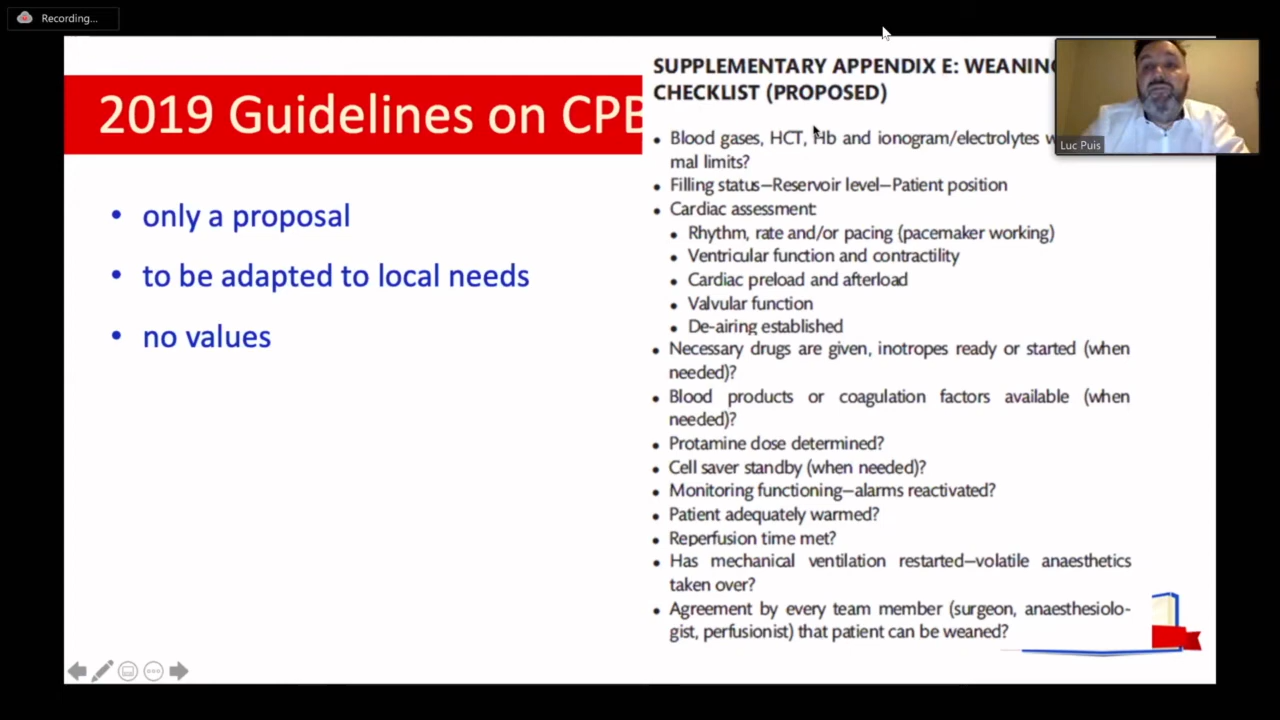 Recording...
2019 Guidelines on CPB
only a proposal
to be adapted to local needs
no values
SUPPLEMENTARY APPENDIX E: WEANING
CHECKLIST (PROPOSED)
Blood gases, HCT, Hb and ionogram/electrolytes
mal limits?
Filling status—Reservoir level—Patient position
Cardiac assessment:
Rhythm, rate and/or pacing (pacemaker working)
Ventricular function and contractility
Cardiac preload and afterload
Valvular function
De-airing established
Necessary drugs are given, inotropes ready or started (when
needed)?
Blood products or coagulation factors available (when
needed)?
Protamine dose determined?
Cell saver standby (when needed)?
Monitoring functioning—alarms reactivated?
Patient adequately warmed?
Reperfusion time met?
Has mechanical ventilation restarted—volatile anaesthetics
taken over?
Agreement by every team member (surgeon, anaesthesiolo-
gist, perfusionist) that patient can be weaned?
Luc Puis